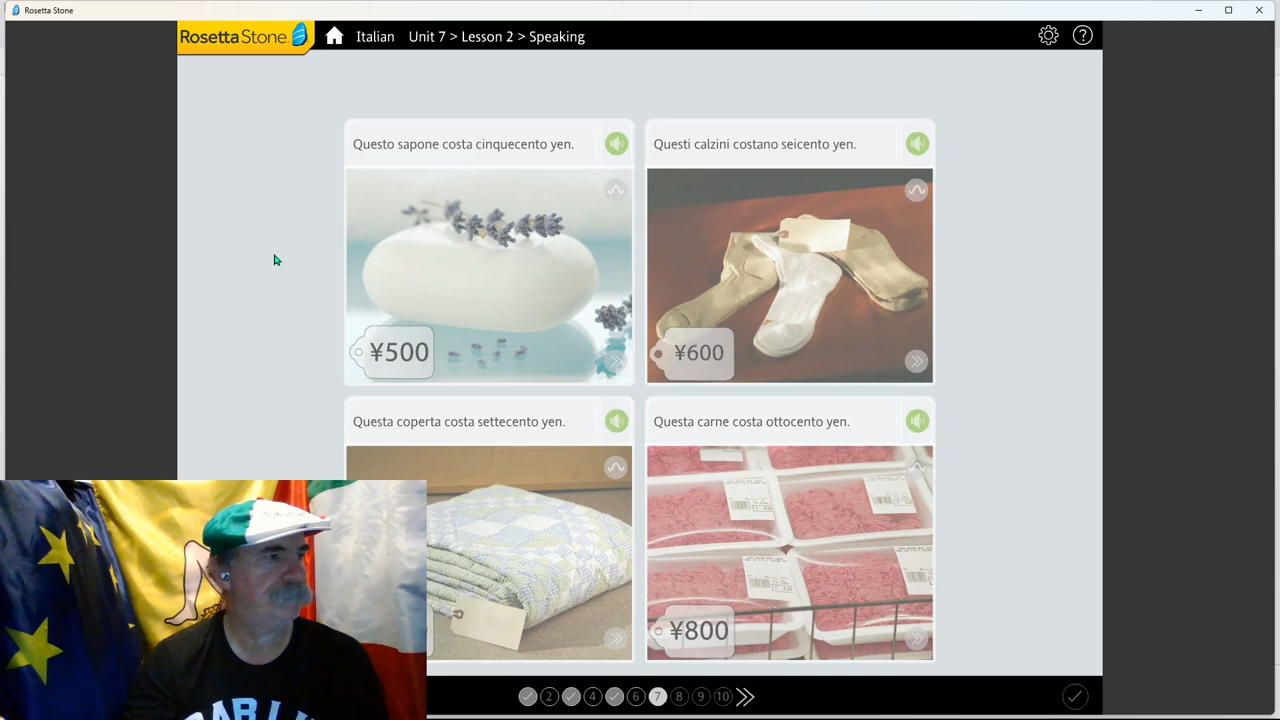 Rosetta Stone
RosettaStone
Italian Unit 7 > Lesson 2 > Speaking
?
Questo sapone costa cinquecento yen.
Questi calzini costano seicento yen.
¥500
¥600
Questa coperta costa settecento yen.
Questa carne costa ottocento yen.
¥800
2 4 6 7 8 9 10